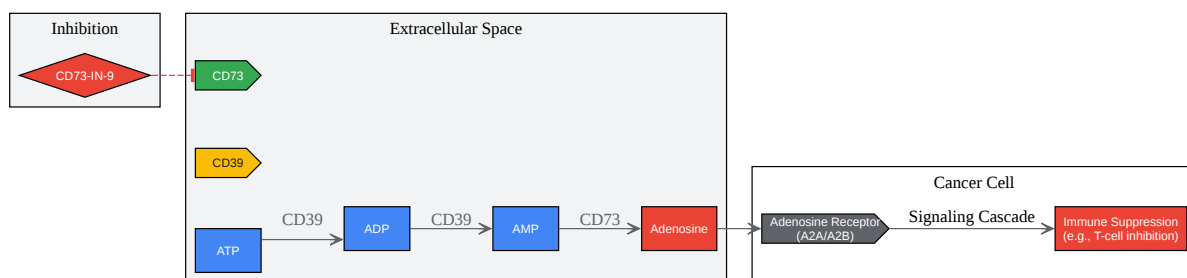 Inhibition
CD73-IN-9
Extracellular Space
CD73
CD39
ATP
CD39
ADP
CD39
AMP
CD73
Adenosine
Cancer Cell
Adenosine Receptor
(A2A/A2B)
Signaling Cascade
Immune Suppression
(e.g., T-cell inhibition)